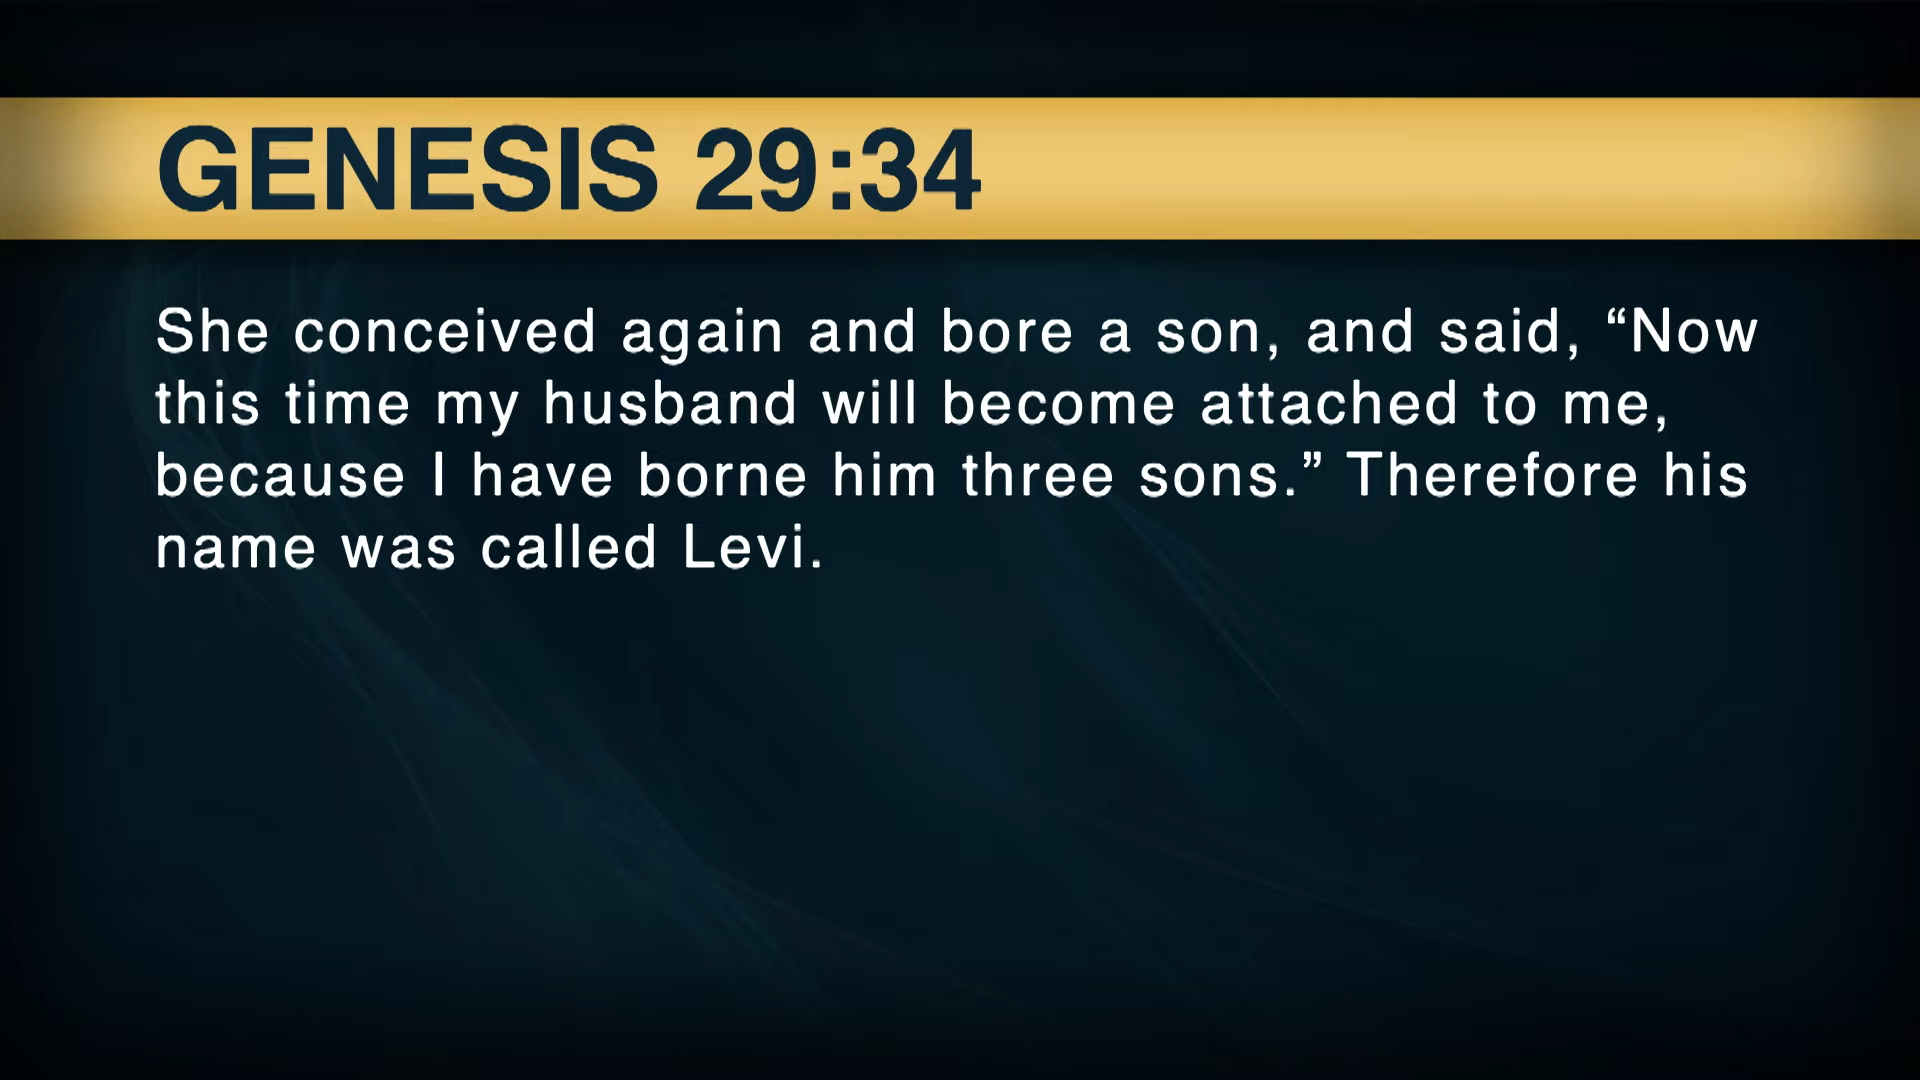 GENESIS 29:34
She conceived again and bore a son, and said, “Now
this time my husband will become attached to me,
because I have borne him three sons.” Therefore his
name was called Levi.